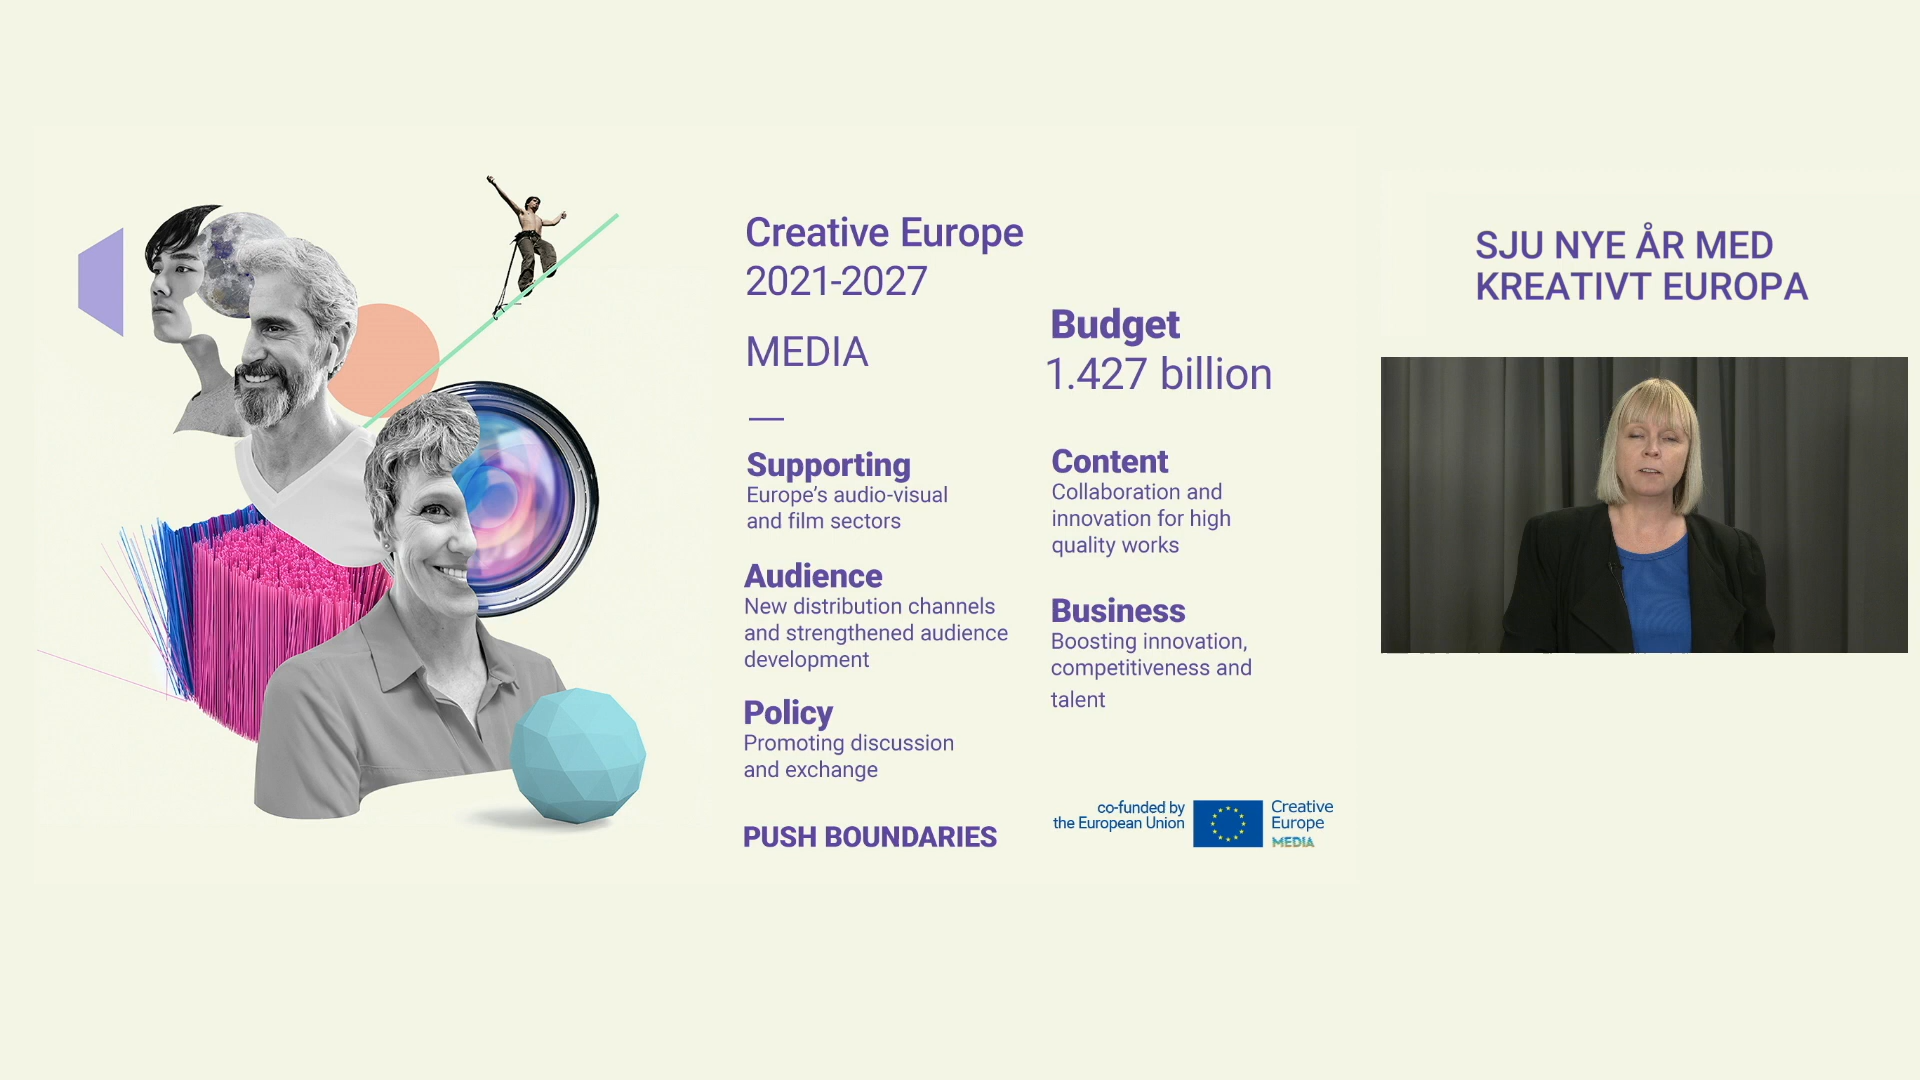 Creative Europe
2021-2027
MEDIA
Supporting
Europe's audio-visual
and film sectors
Audience
New distribution channels
and strengthened audience
development
Policy
Promoting discussion
and exchange
PUSH BOUNDARIES
Budget
1.427 billion
Content
Collaboration and
innovation for high
quality works
Business
Boosting innovation,
competitiveness and
talent
co-funded by
the European Union
Creative
Europe
MEDIA
SJU NYE ÅR MED
KREATIVT EUROPA